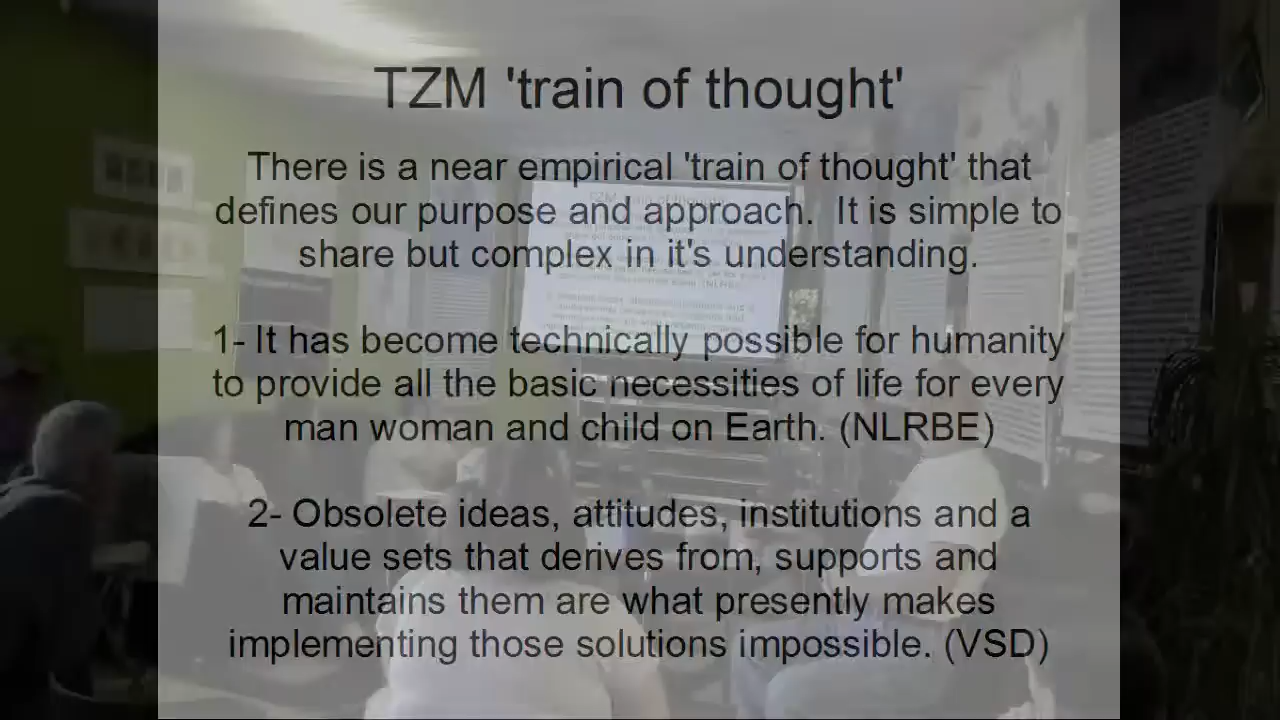 TZM 'train of thought'
There is a near empirical 'train of thought' that
defines our purpose and approach.  It is simple to
share but complex in it's understanding.
1- It has become technically possible for humanity
to provide all the basic necessities of life for every
man woman and child on Earth. (NLRBE)
2- Obsolete ideas, attitudes, institutions and a
value sets that derives from, supports and
maintains them are what presently makes
implementing those solutions impossible. (VSD)